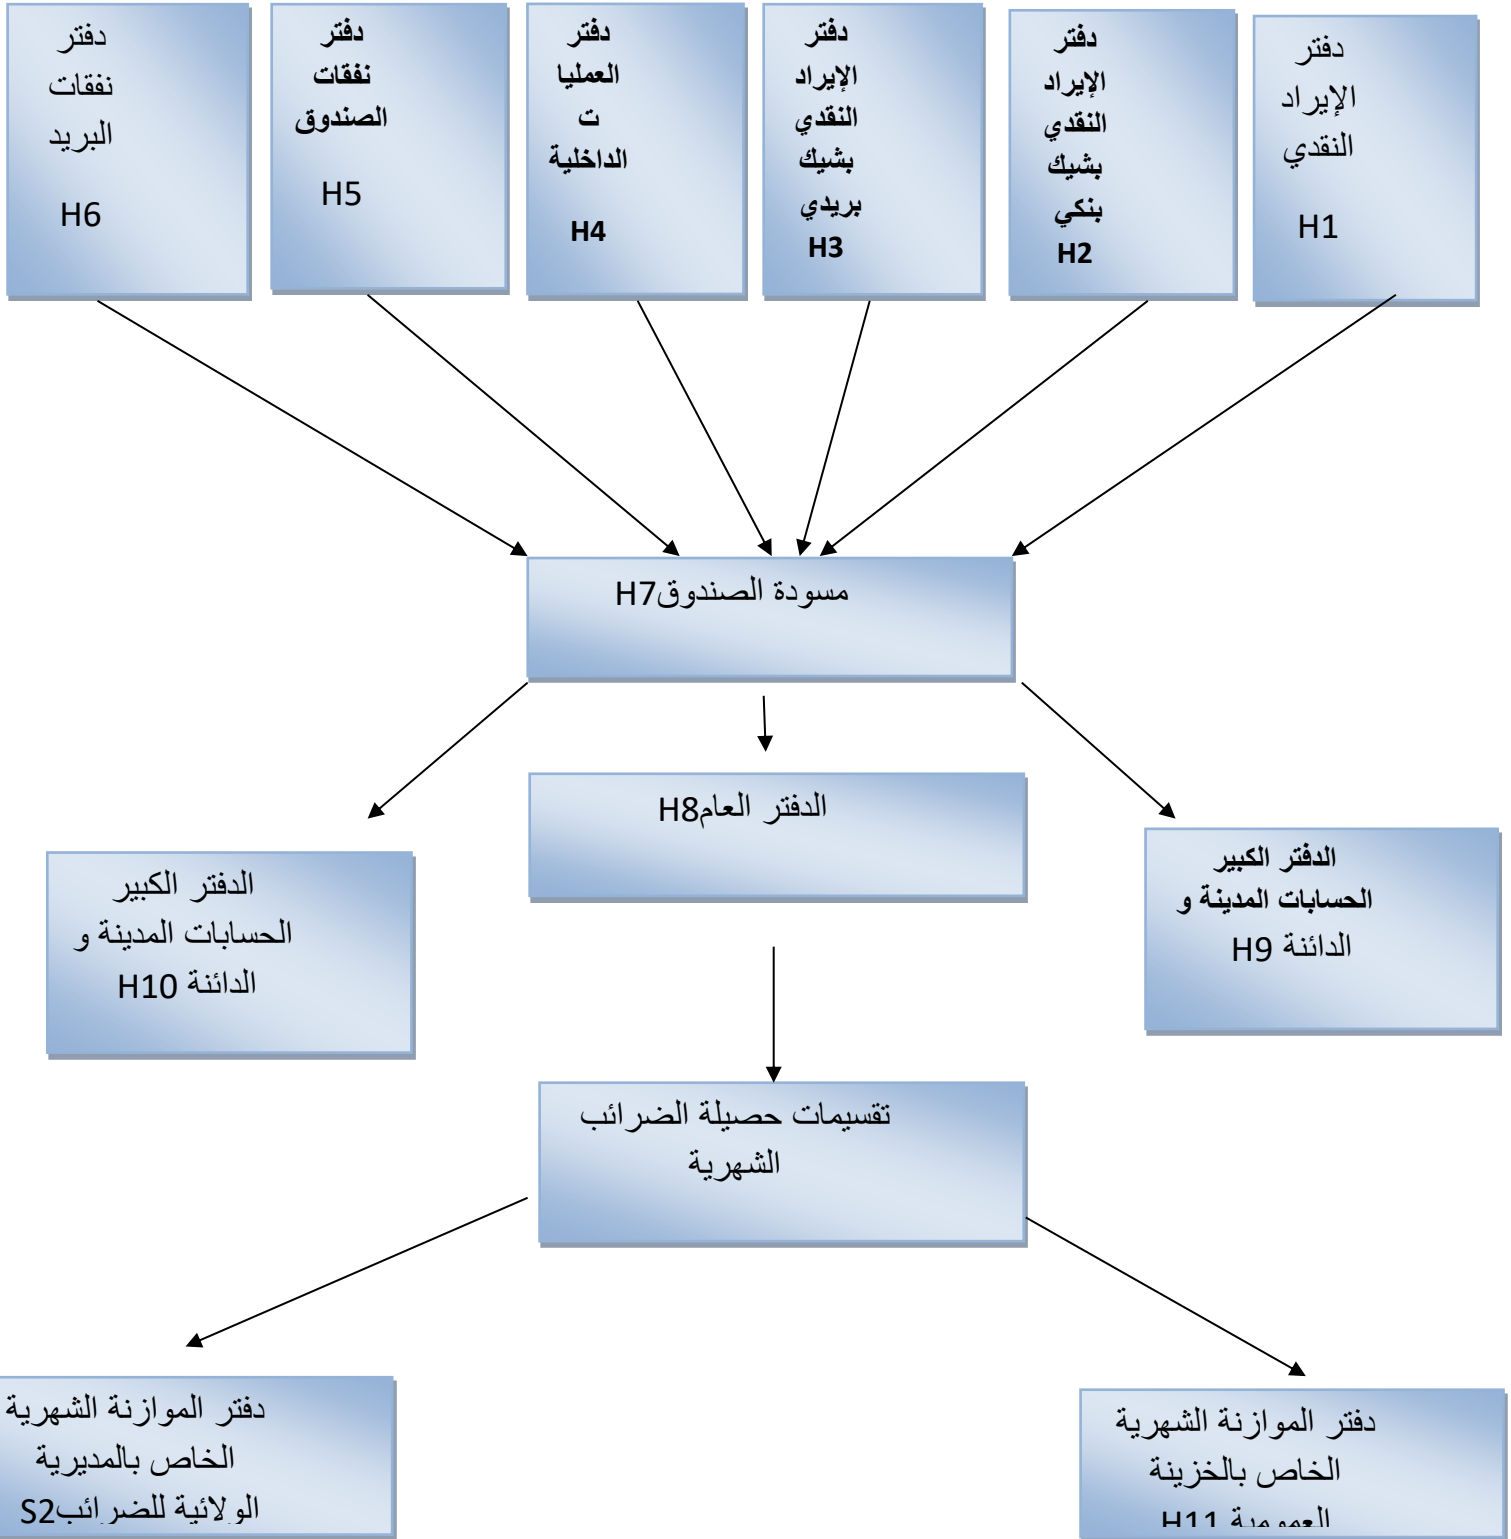 دفتر
الإيراد
النقدي
H1
دفتر
الإيراد
النقدي
بشيك
بنكي
H2
دفتر
الإيراد
النقدي
بشيك
بريدي
H3
دفتر
العمليا
ت
الداخلية
H4
دفتر
نفقات
الصندوق
H5
دفتر
نفقات
البريد
H6
مسودة الصندوقH7
الدفتر العامH8
الدفتر الكبير
الحسابات المدينة و
الدائنة H9
الدفتر الكبير
الحسابات المدينة و
الدائنة H10
تقسيمات حصيلة الضرائب
الشهرية
دفتر الموازنة الشهرية
الخاص بالخزينة
العمومية H11
دفتر الموازنة الشهرية
الخاص بالمديرية
الولائية للضرائبS2